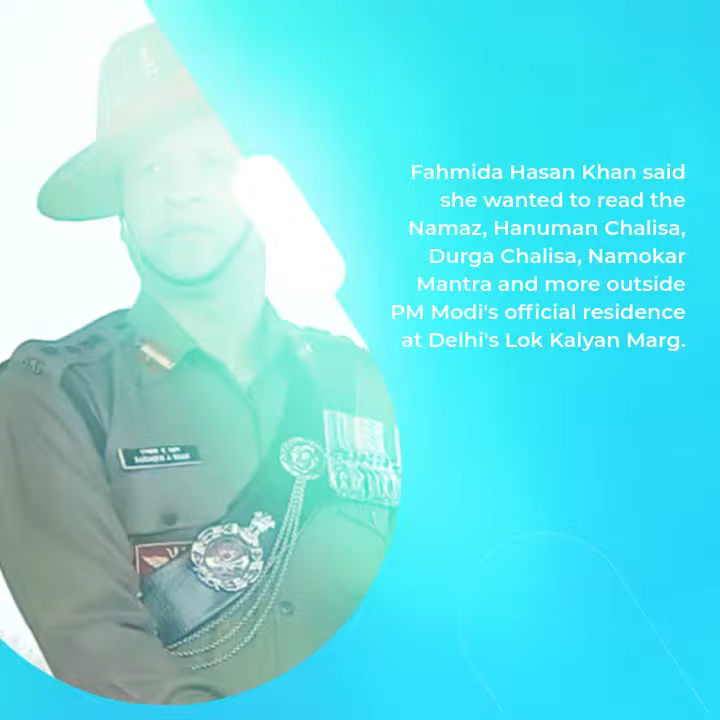 Fahmida Hasan Khan said
she wanted to read the
Namaz, Hanuman Chalisa,
Durga Chalisa, Namokar
Mantra and more outside
PM Modi's official residence
at Delhi's Lok Kalyan Marg.